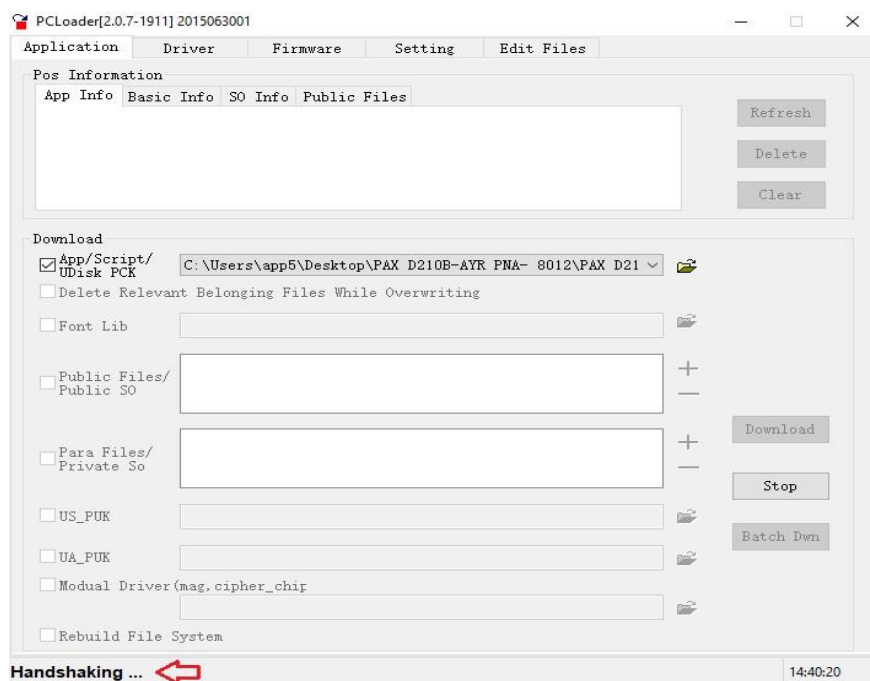 PCLoader[2.0.7-1911] 2015063001
Application Driver Firmware Setting Edit Files
Pos Information
App Info Basic Info SO Info Public Files
Refresh
Delete
Clear
Download
App/Script/
UDisk PCK
C:\Users\app5\Desktop\PAX D210B-AYR PNA- 8012\PAX D21
Delete Relevant Belonging Files While Overwriting
Font Lib
Public Files/
Public SO
Download
Para Files/
Private So
Stop
US_PUK
Batch Dwn
UA_PUK
Modual Driver(mag,cipher_chip
Rebuild File System
Handshaking ... 14:40:20